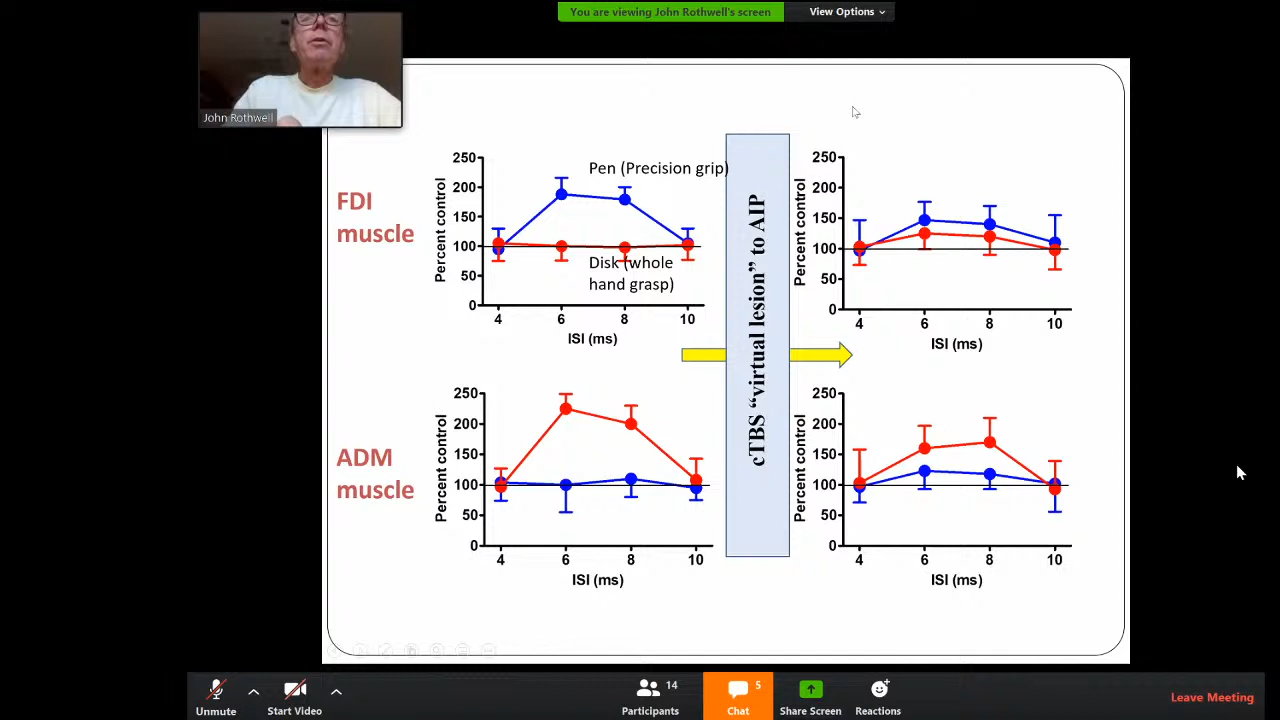 You are viewing John Rothwell's screen
View Options
John Rothwell
FDI
muscle
Percent control
250
200
150
100
50
0
4
6
8
10
ISI (ms)
Pen (Precision grip)
Disk (whole
hand grasp)
cTBS “virtual lesion” to AIP
Percent control
250
200
150
100
50
0
4
6
8
10
ISI (ms)
ADM
muscle
Percent control
250
200
150
100
50
0
4
6
8
10
ISI (ms)
Percent control
250
200
150
100
50
0
4
6
8
10
ISI (ms)
Unmute
Start Video
14
Participants
5
Chat
Share Screen
Reactions
Leave Meeting